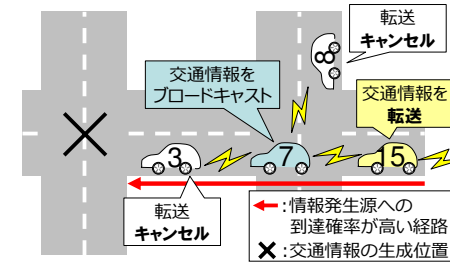 転送
キャンセル
8
交通情報を
ブロードキャスト
交通情報を
転送
3
7
15
転送
キャンセル
:情報発生源への
到達確率が高い経路
:交通情報の生成位置